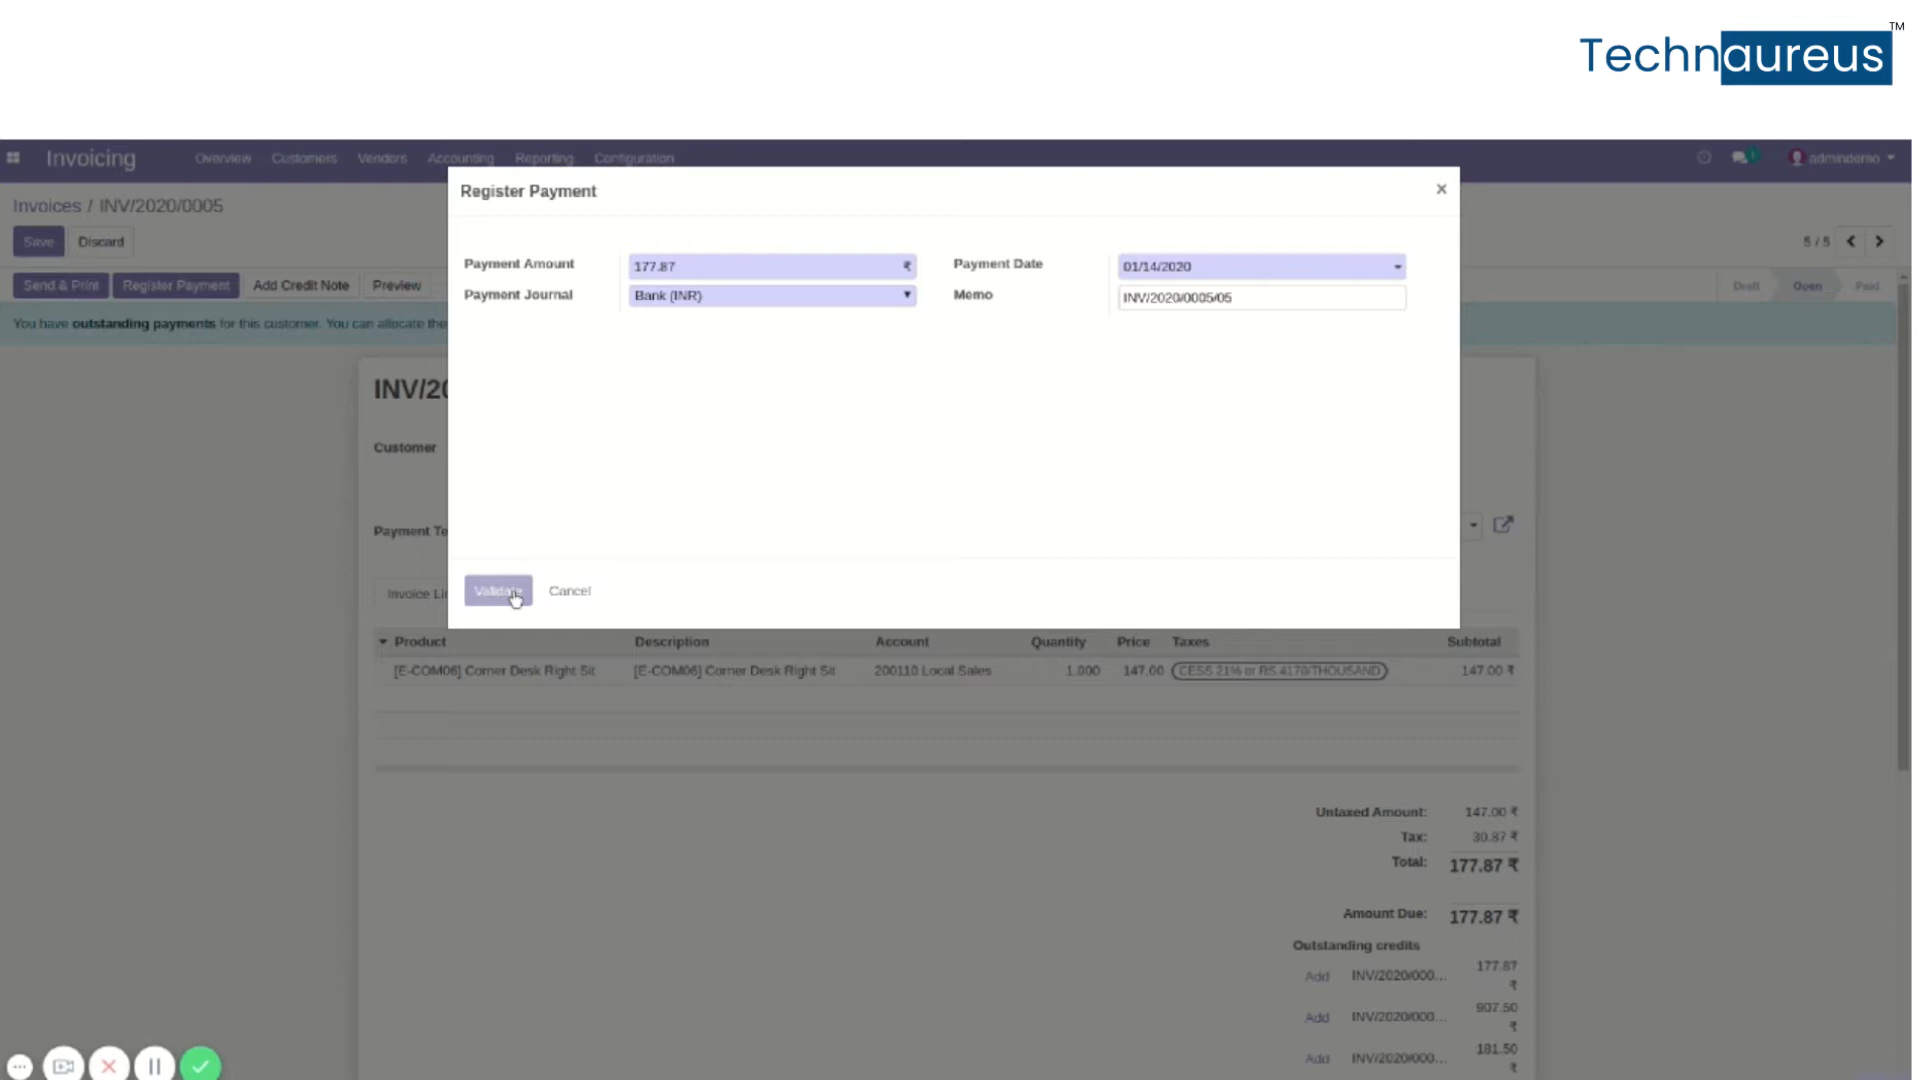 Technaureus™
Invoicing Overview Customers Vendors Accounting Reporting Configuration 1 admindemo
Invoices / INV/2020/0005
Save Discard 5 / 5
Send & Print Register Payment Add Credit Note Preview Draft Open Paid
You have outstanding payments for this customer. You can allocate the
Register Payment ×
Payment Amount 177.87 ₹ Payment Date 01/14/2020
Payment Journal Bank (INR) Memo INV/2020/0005/05
Validate Cancel
INV/20
Customer
Payment Te
Invoice Li
Product Description Account Quantity Price Taxes Subtotal
[E-COM06] Corner Desk Right Sit [E-COM06] Corner Desk Right Sit 200110 Local Sales 1.000 147.00 CESS 21% or RS.4170/THOUSAND 147.00 ₹
Untaxed Amount: 147.00 ₹
Tax: 30.87 ₹
Total: 177.87 ₹
Amount Due: 177.87 ₹
Outstanding credits
Add INV/2020/000... 177.87 ₹
Add INV/2020/000... 907.50 ₹
Add INV/2020/000... 181.50 ₹